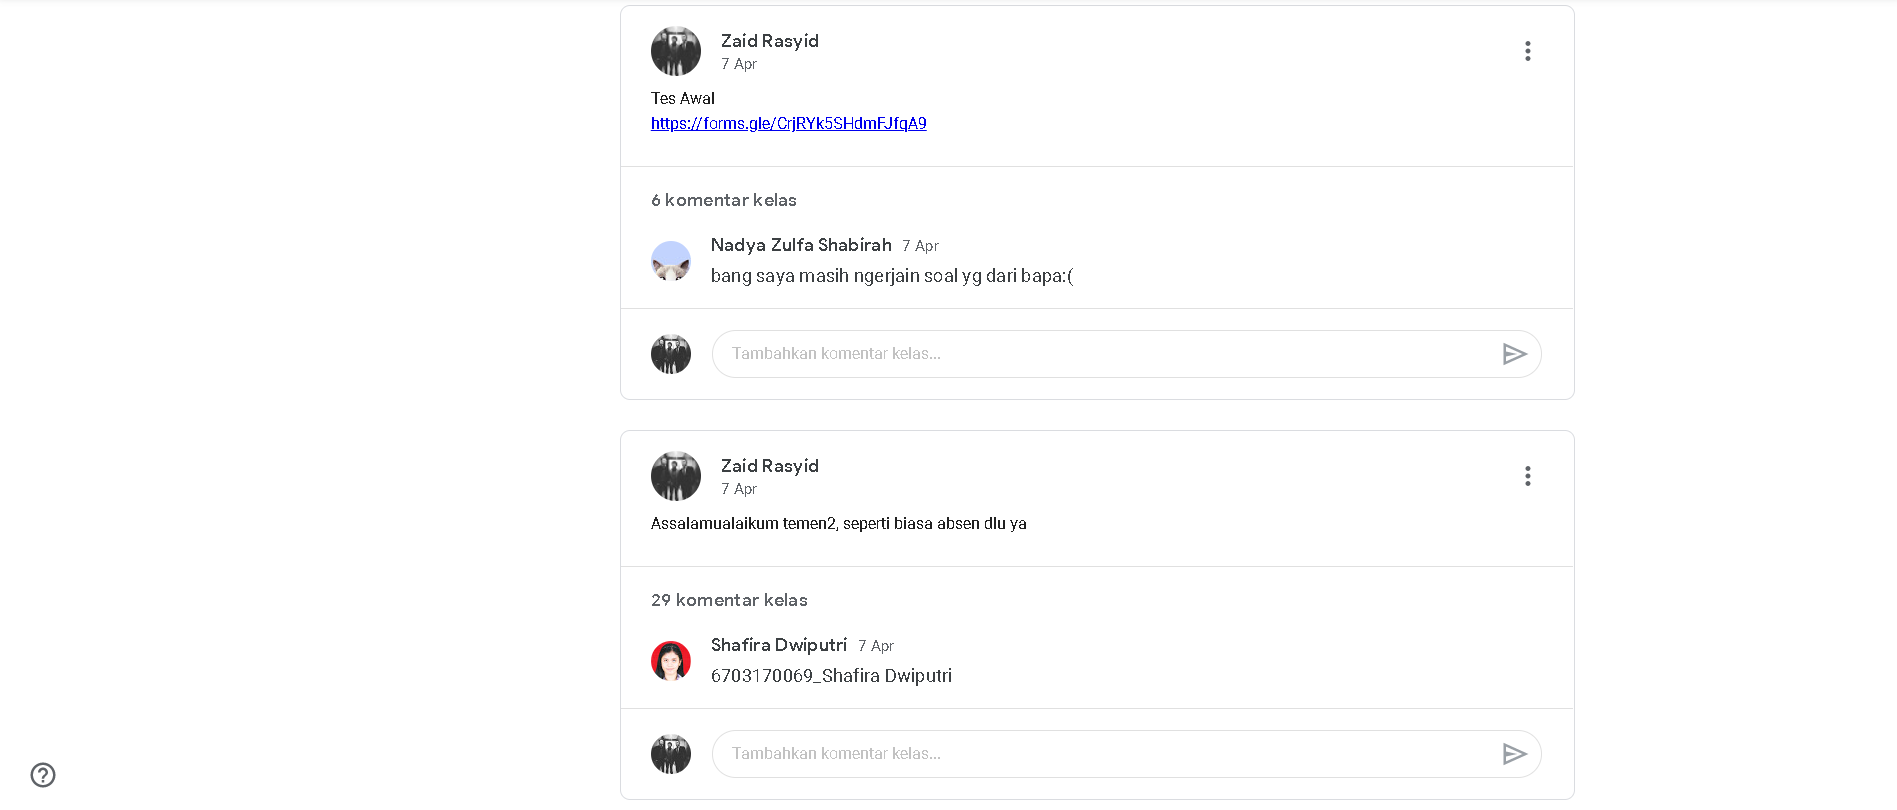 Zaid Rasyid
7 Apr
Tes Awal
https://forms.gle/CrjRYk5SHdmFJfqA9
6 komentar kelas
Nadya Zulfa Shabirah 7 Apr
bang saya masih ngerjain soal yg dari bapa:(
Tambahkan komentar kelas...
Zaid Rasyid
7 Apr
Assalamualaikum temen2, seperti biasa absen dlu ya
29 komentar kelas
Shafira Dwiputri 7 Apr
6703170069_Shafira Dwiputri
Tambahkan komentar kelas...